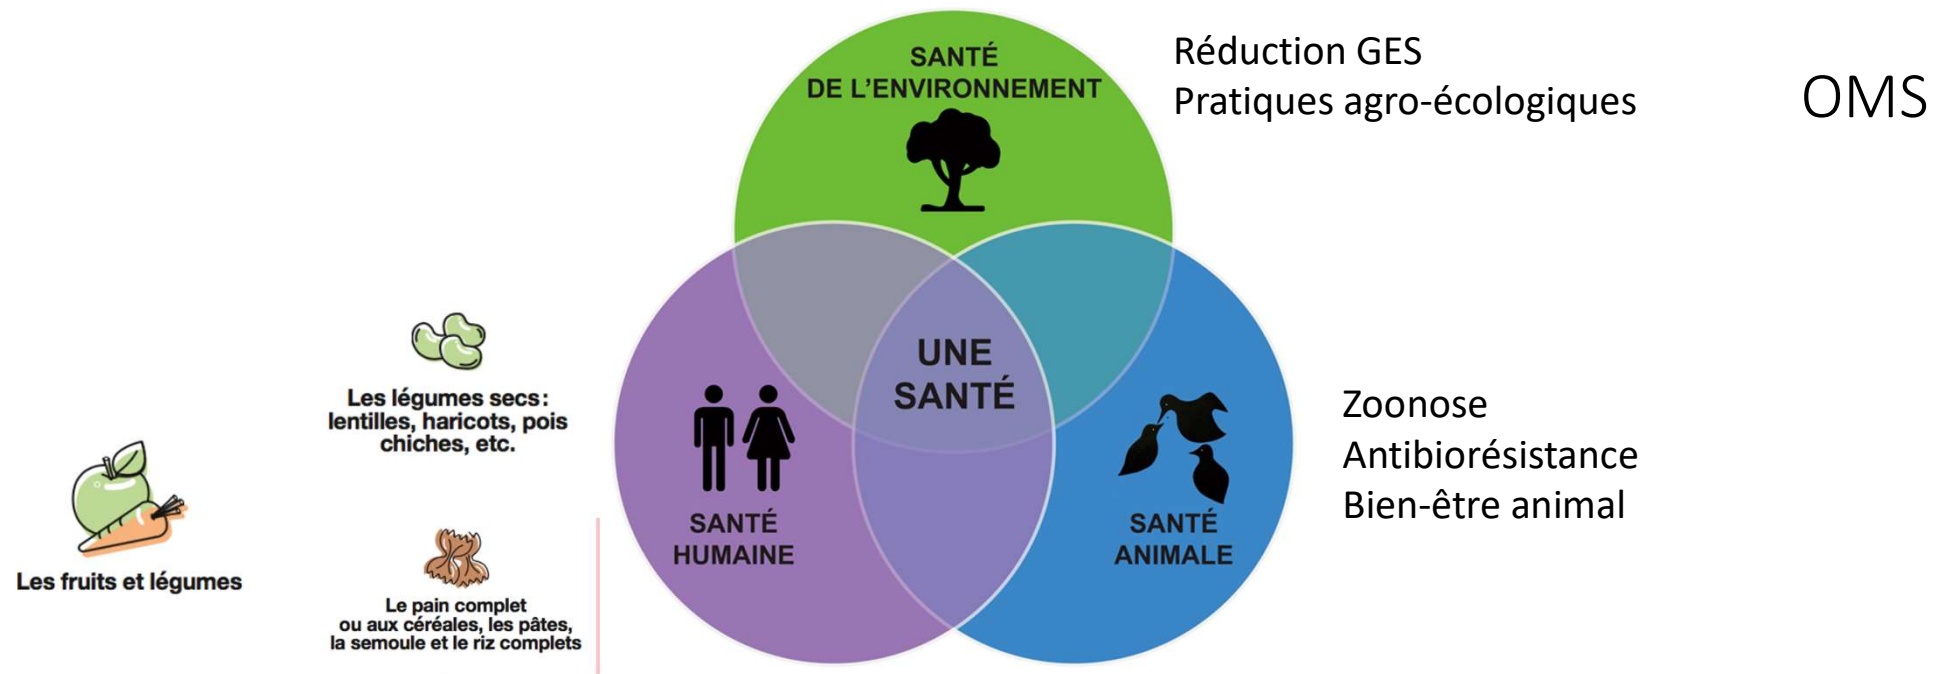 SANTÉ
DE L'ENVIRONNEMENT
Réduction GES
Pratiques agro-écologiques
OMS
Les légumes secs :
lentilles, haricots, pois
chiches, etc.
Les fruits et légumes
Le pain complet
ou aux céréales, les pâtes,
la semoule et le riz complets
UNE
SANTÉ
SANTÉ
HUMAINE
SANTÉ
ANIMALE
Zoonose
Antibiorésistance
Bien-être animal